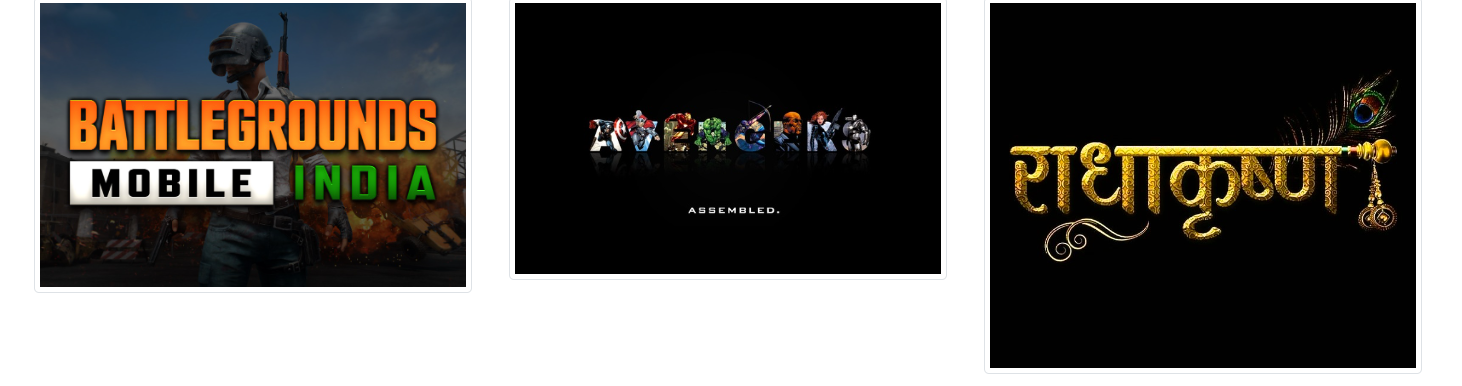 BATTLEGROUNDS
MOBILE INDIA
AVENGERS
ASSEMBLED.
राधाकृष्ण